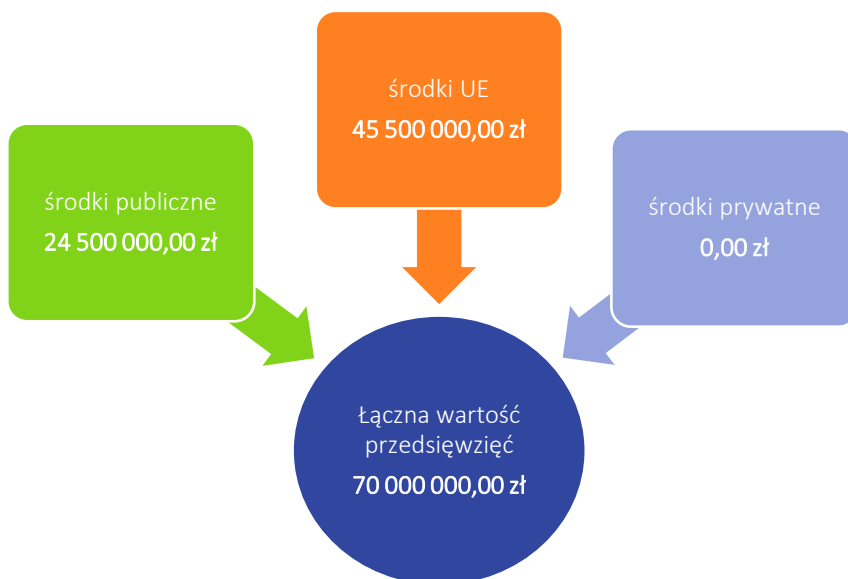 środki UE
45 500 000,00 zł
środki publiczne
24 500 000,00 zł
środki prywatne
0,00 zł
Łączna wartość
przedsięwzięć
70 000 000,00 zł